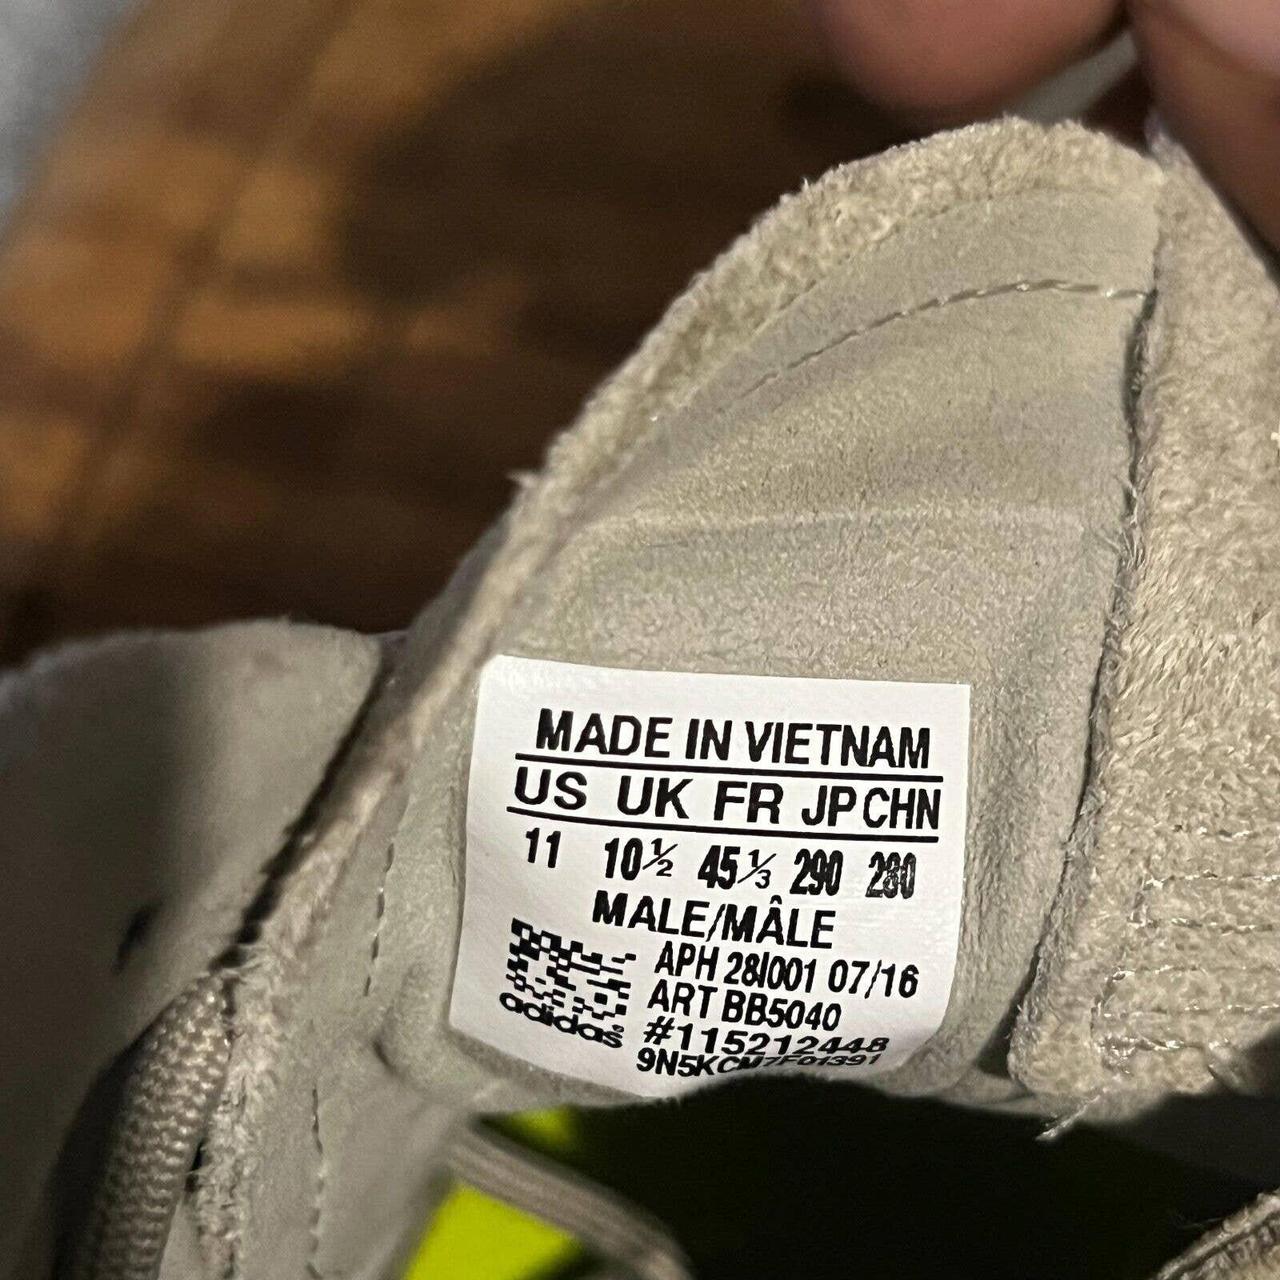 MADE IN VIETNAM
US UK FR JP CHN
11 10½ 45⅓ 290 280
MALE/MÂLE
APH 28I001 07/16
ART BB5040
#115212448
9N5KCM7F01391
adidas